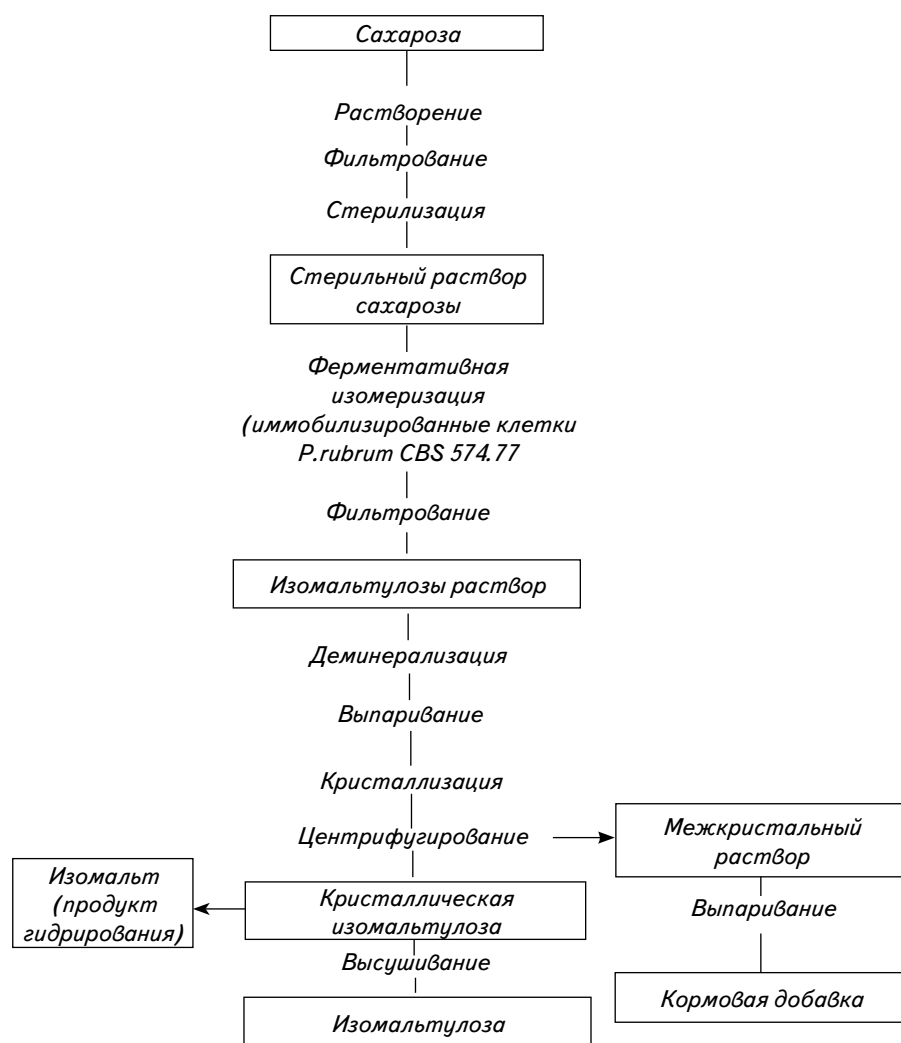 Сахароза
Растворение
Фильтрование
Стерилизация
Стерильный раствор
сахарозы
Ферментативная
изомеризация
(иммобилизированные клетки
P.rubrum CBS 574.77
Фильтрование
Изомальтулозы раствор
Деминерализация
Выпаривание
Кристаллизация
Центрифугирование
Межкристальный
раствор
Изомальт
(продукт
гидрирования)
Кристаллическая
изомальтулоза
Выпаривание
Высушивание
Кормовая добавка
Изомальтулоза